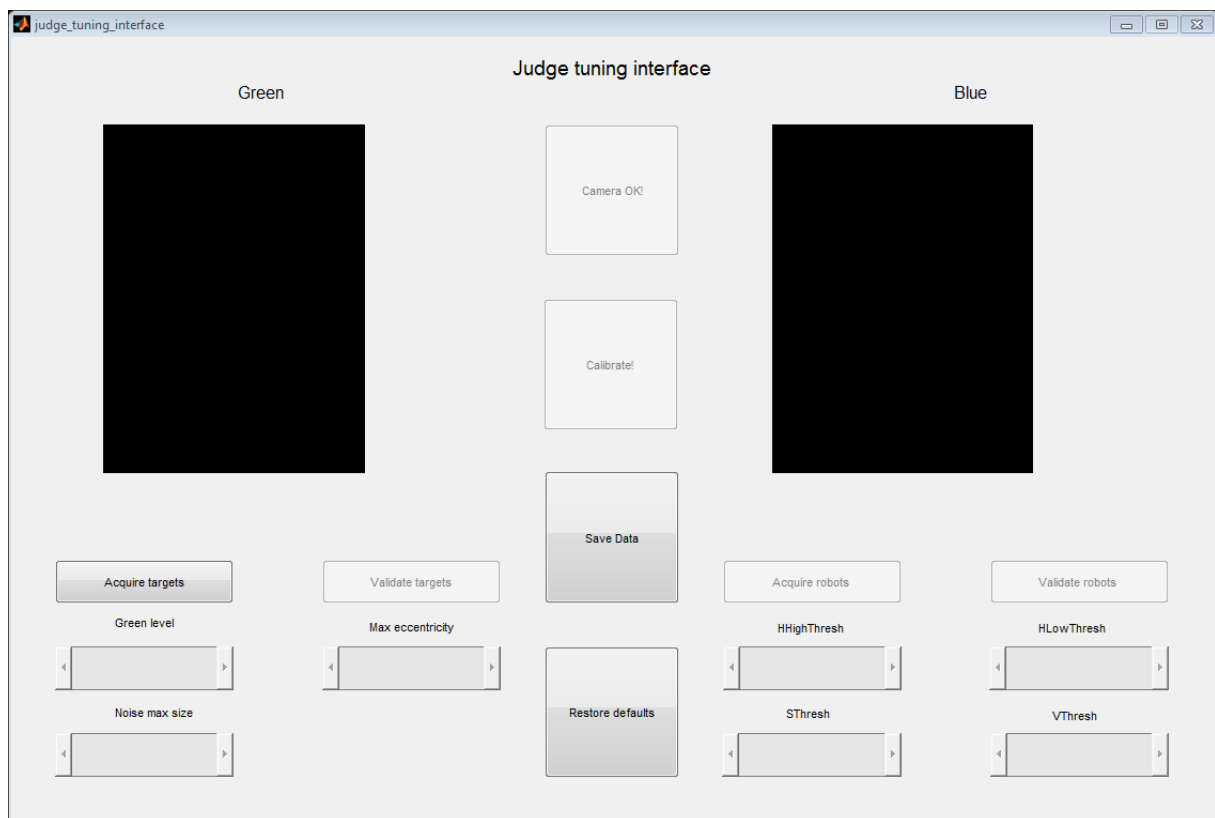 judge_tuning_interface
Judge tuning interface
Green
Blue
Camera OK!
Calibrate!
Save Data
Acquire targets
Validate targets
Acquire robots
Validate robots
Green level
Max eccentricity
HHighThresh
HLowThresh
Noise max size
Restore defaults
SThresh
VThresh